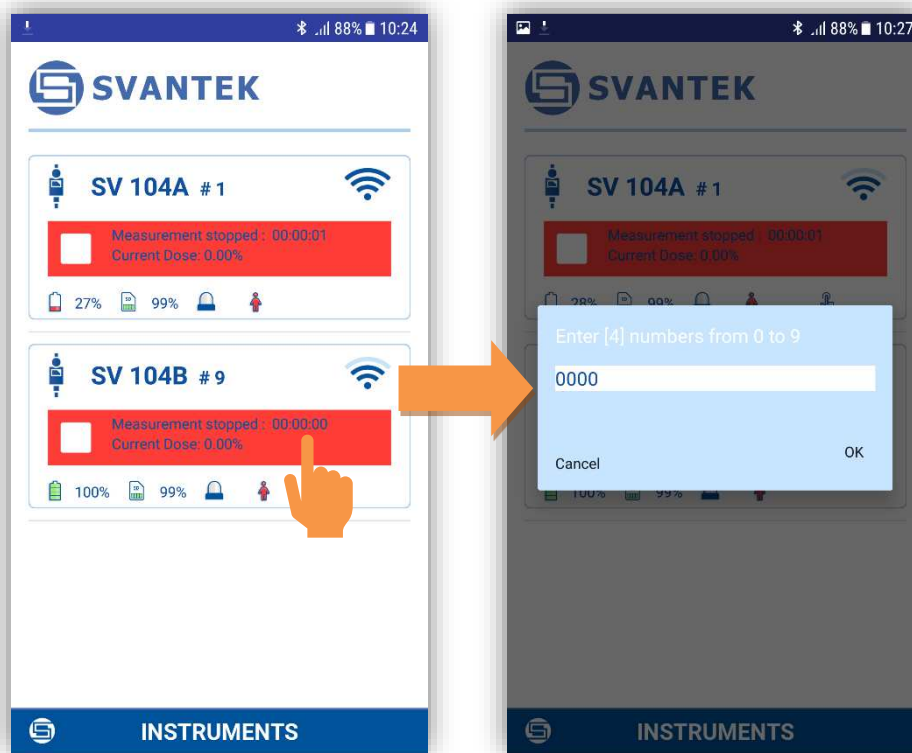 88% 10:24
SVANTEK
SV 104A # 1
Measurement stopped : 00:00:01
Current Dose: 0.00%
27% 99%
SV 104B # 9
Measurement stopped : 00:00:00
Current Dose: 0.00%
100% 99%
INSTRUMENTS
88% 10:27
SVANTEK
SV 104A # 1
Measurement stopped : 00:00:01
Current Dose: 0.00%
28% 99%
Enter [4] numbers from 0 to 9
0000
Cancel OK
100% 99%
INSTRUMENTS